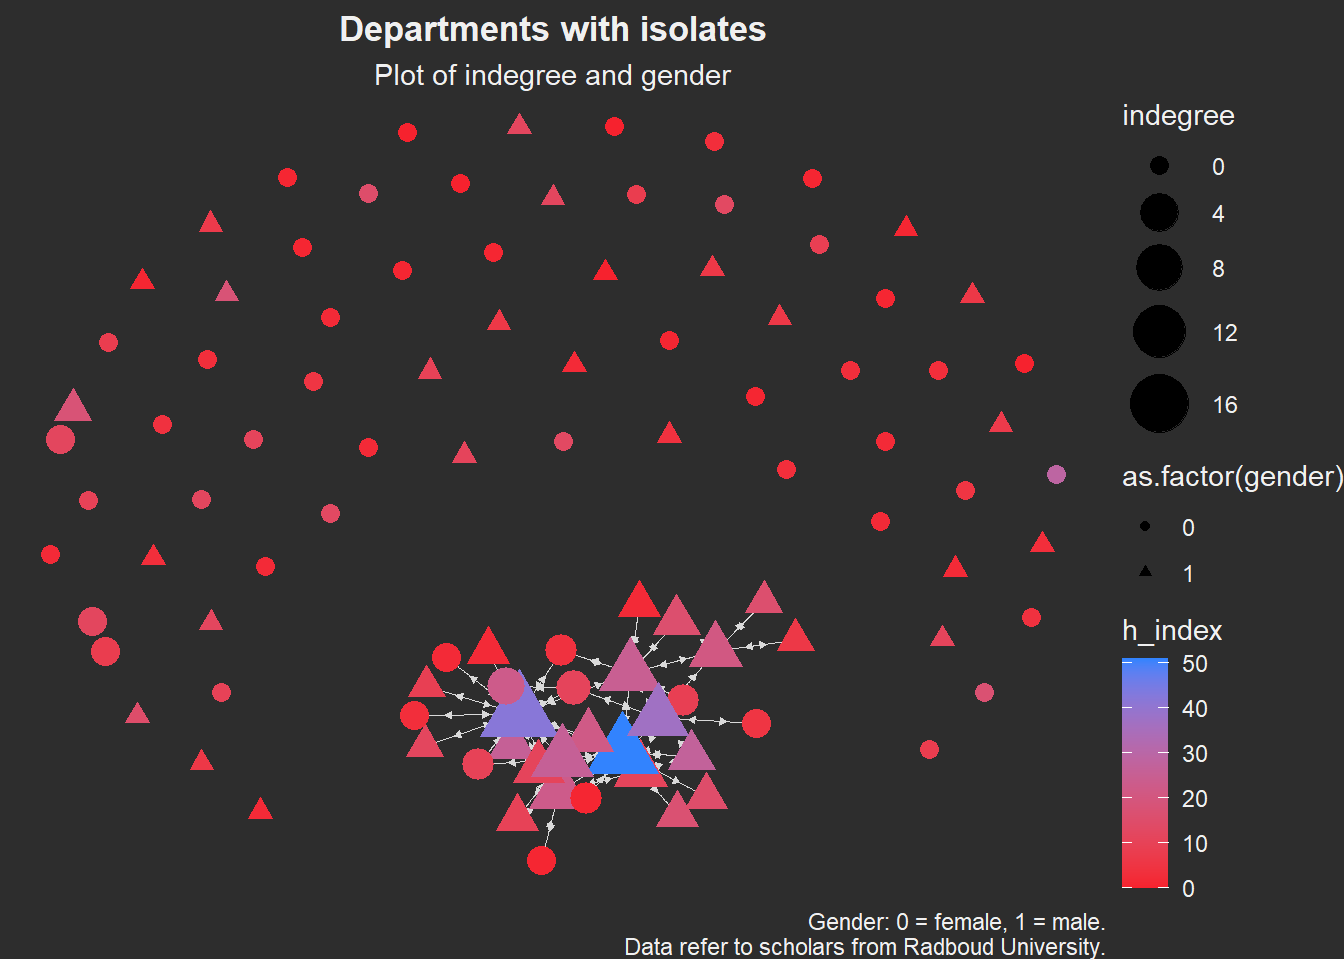 Departments with isolates
Plot of indegree and gender
indegree
0
4
8
12
16
as.factor(gender)
0
1
h_index
50
40
30
20
10
0
Gender: 0 = female, 1 = male.
Data refer to scholars from Radboud University.